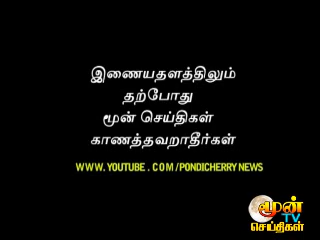 இணையதளத்திலும்
தற்போது
மூன் செய்திகள்
காணத்தவறாதீர்கள்
WWW.YOUTUBE.COM/PONDICHERRY NEWS
மூன்
TV
செய்திகள்